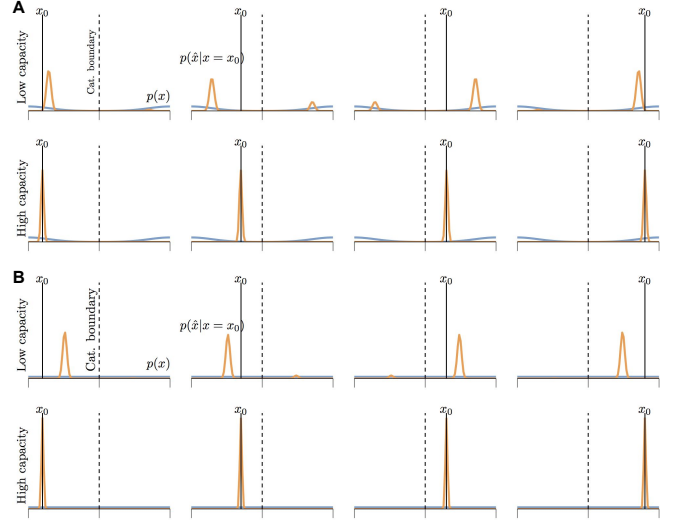 A
x₀ x₀ x₀ x₀
Low capacity
Cat. boundary
p(x)
p(x̂|x = x₀)
x₀ x₀ x₀ x₀
High capacity
B
x₀ x₀ x₀ x₀
Low capacity
Cat. boundary
p(x)
p(x̂|x = x₀)
x₀ x₀ x₀ x₀
High capacity